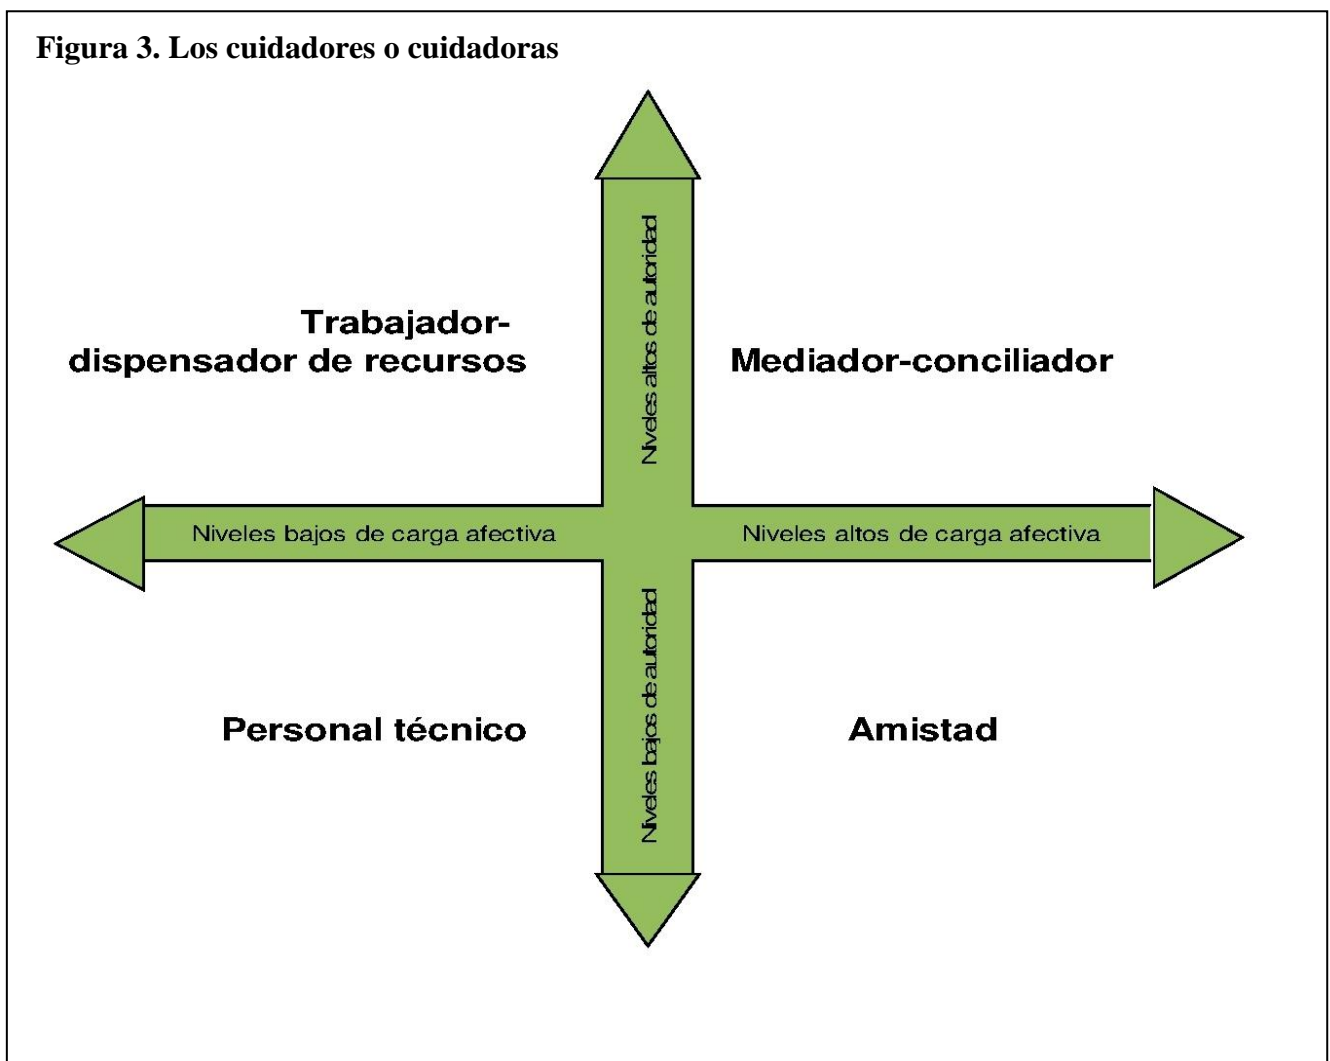 Figura 3. Los cuidadores o cuidadoras
Niveles altos de autoridad
Trabajador-
dispensador de recursos
Mediador-conciliador
Niveles bajos de carga afectiva
Niveles altos de carga afectiva
Niveles bajos de autoridad
Personal técnico
Amistad